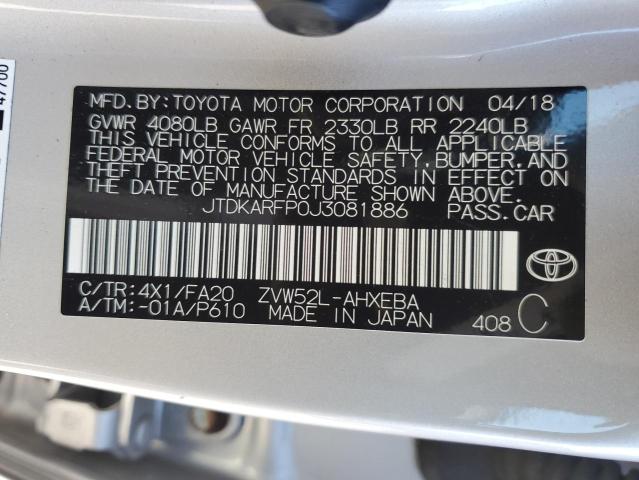 47700
MFD.BY:TOYOTA MOTOR CORPORATION 04/18
GVWR 4080LB GAWR FR 2330LB RR 2240LB
THIS VEHICLE CONFORMS TO ALL APPLICABLE
FEDERAL MOTOR VEHICLE SAFETY,BUMPER,AND
THEFT PREVENTION STANDARDS IN EFFECT ON
THE DATE OF MANUFACTURE SHOWN ABOVE.
JTDKARFP0J3081886 PASS.CAR
C/TR:4X1/FA20 ZVW52L-AHXEBA
A/TM:-01A/P610 MADE IN JAPAN 408 C